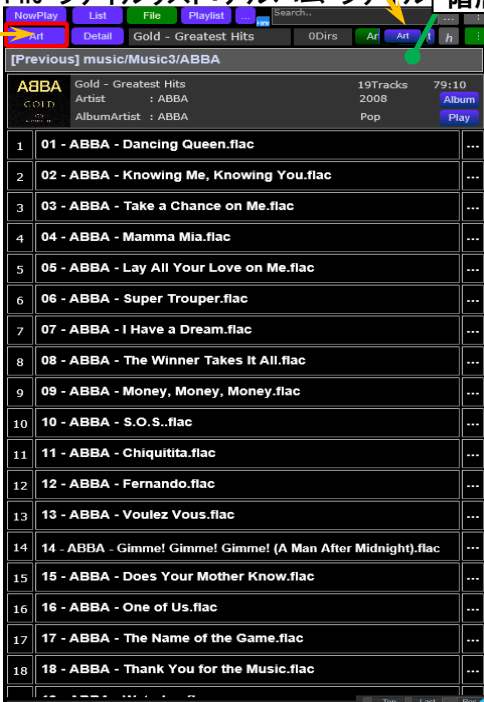 NowPlay List File Playlist ... Search.. ...
Art Detail Gold - Greatest Hits 0Dirs Ar Art t h
[Previous] music/Music3/ABBA
ABBA GOLD
Gold - Greatest Hits 19Tracks 79:10
Artist : ABBA 2008 Album
AlbumArtist : ABBA Pop Play
1 01 - ABBA - Dancing Queen.flac ...
2 02 - ABBA - Knowing Me, Knowing You.flac ...
3 03 - ABBA - Take a Chance on Me.flac ...
4 04 - ABBA - Mamma Mia.flac ...
5 05 - ABBA - Lay All Your Love on Me.flac ...
6 06 - ABBA - Super Trouper.flac ...
7 07 - ABBA - I Have a Dream.flac ...
8 08 - ABBA - The Winner Takes It All.flac ...
9 09 - ABBA - Money, Money, Money.flac ...
10 10 - ABBA - S.O.S..flac ...
11 11 - ABBA - Chiquitita.flac ...
12 12 - ABBA - Fernando.flac ...
13 13 - ABBA - Voulez Vous.flac ...
14 14 - ABBA - Gimme! Gimme! Gimme! (A Man After Midnight).flac ...
15 15 - ABBA - Does Your Mother Know.flac ...
16 16 - ABBA - One of Us.flac ...
17 17 - ABBA - The Name of the Game.flac ...
18 18 - ABBA - Thank You for the Music.flac ...